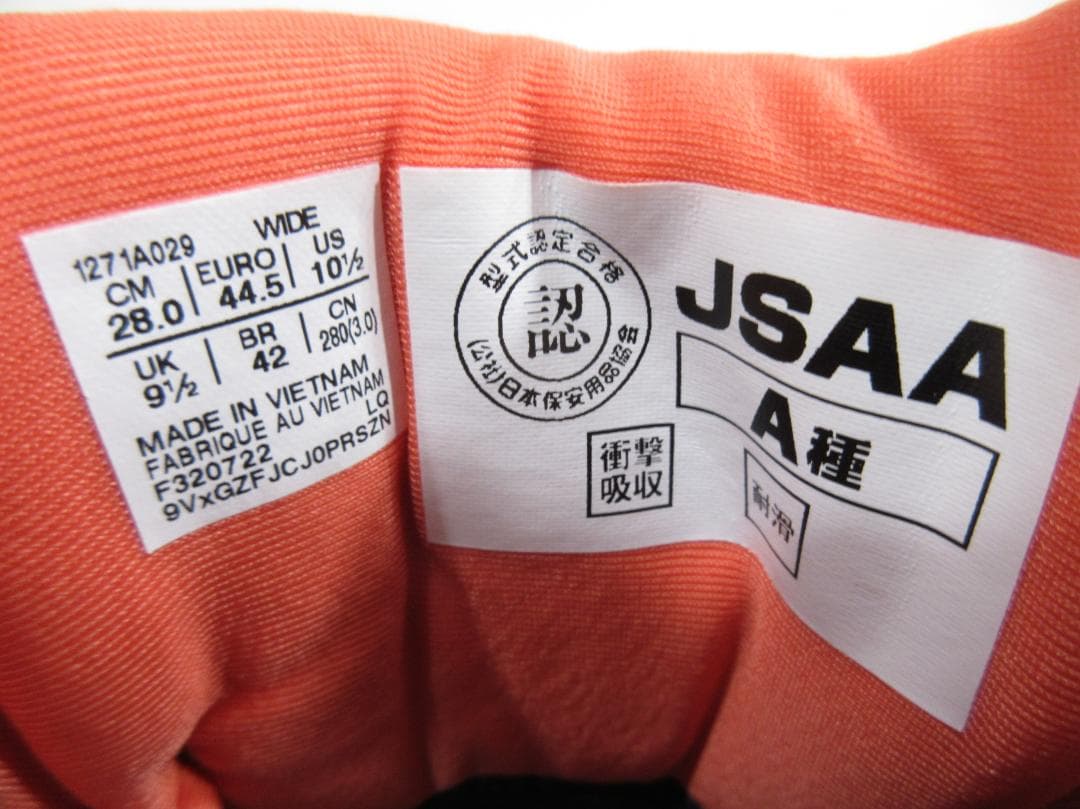 1271A029 WIDE
CM EURO US
28.0 44.5 10½
UK BR CN
9½ 42 280(3.0)
MADE IN VIETNAM
FABRIQUE AU VIETNAM
F320722 LQ
9VxGZFJCJ0PRSZN
型式認定合格
認
(公社)日本保安用品協会
JSAA
A種
衝撃
吸収
耐滑